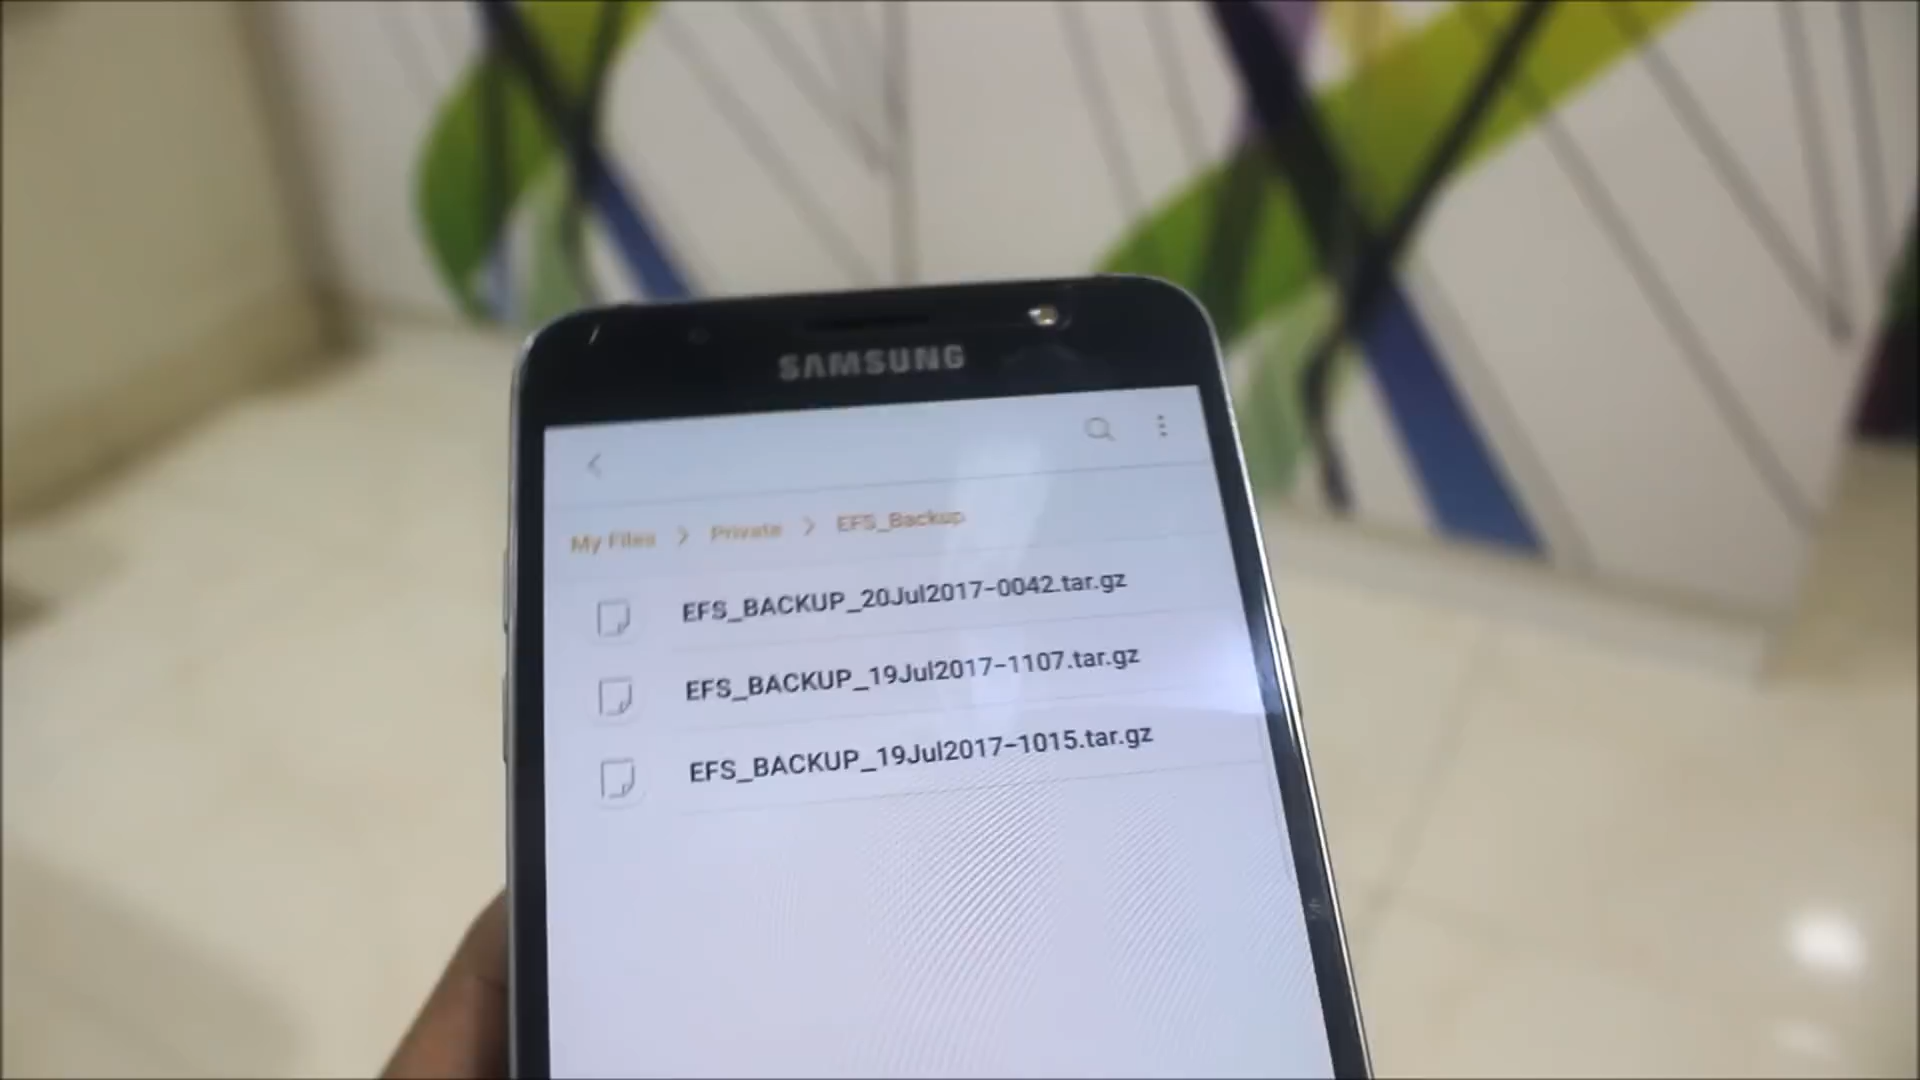 SAMSUNG
My Files > Private > EFS_Backup
EFS_BACKUP_20Jul2017-0042.tar.gz
EFS_BACKUP_19Jul2017-1107.tar.gz
EFS_BACKUP_19Jul2017-1015.tar.gz